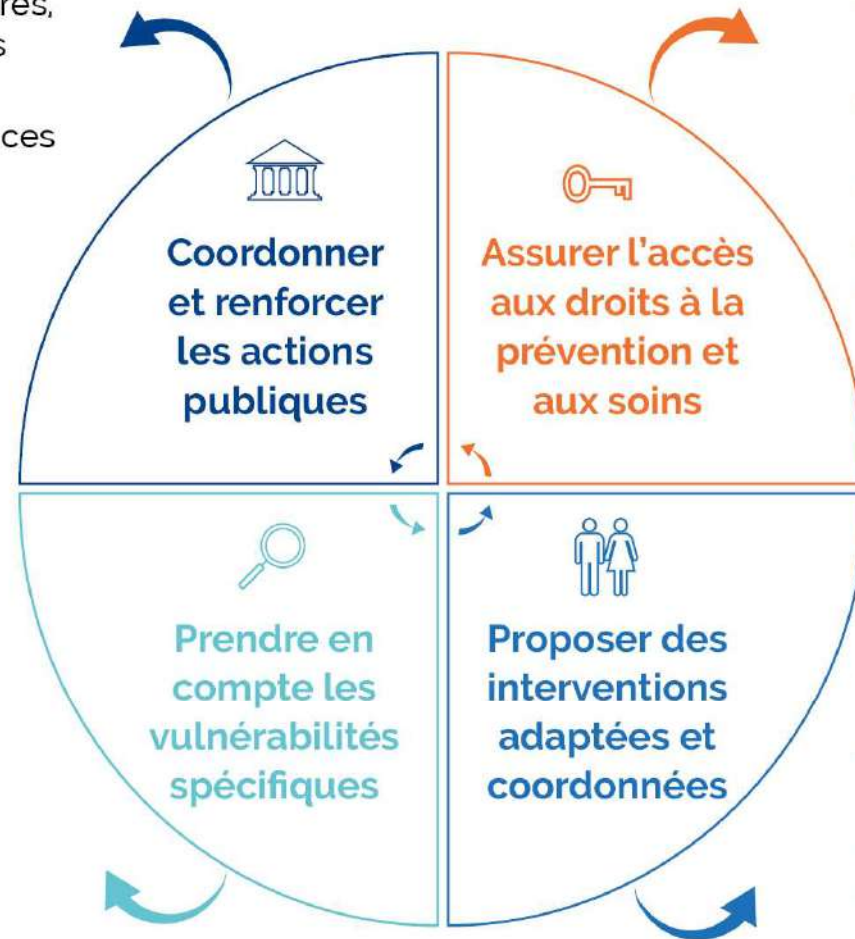 s
ces
Coordonner
et renforcer
les actions
publiques
Assurer l'accès
aux droits à la
prévention et
aux soins
Prendre en
compte les
vulnérabilités
spécifiques
Proposer des
interventions
adaptées et
coordonnées